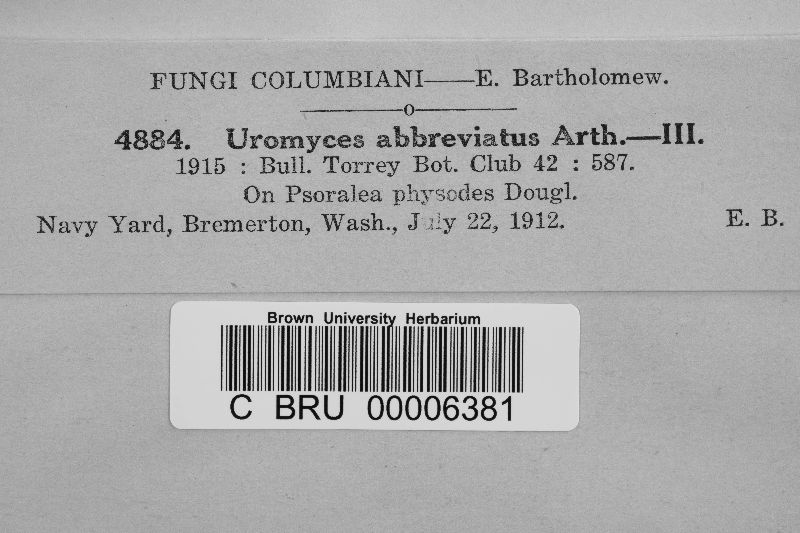 FUNGI COLUMBIANI——E. Bartholomew.
4884. Uromyces abbreviatus Arth.—III.
1915 : Bull. Torrey Bot. Club 42 : 587.
On Psoralea physodes Dougl.
Navy Yard, Bremerton, Wash., July 22, 1912. E. B.
Brown University Herbarium
C BRU 00006381